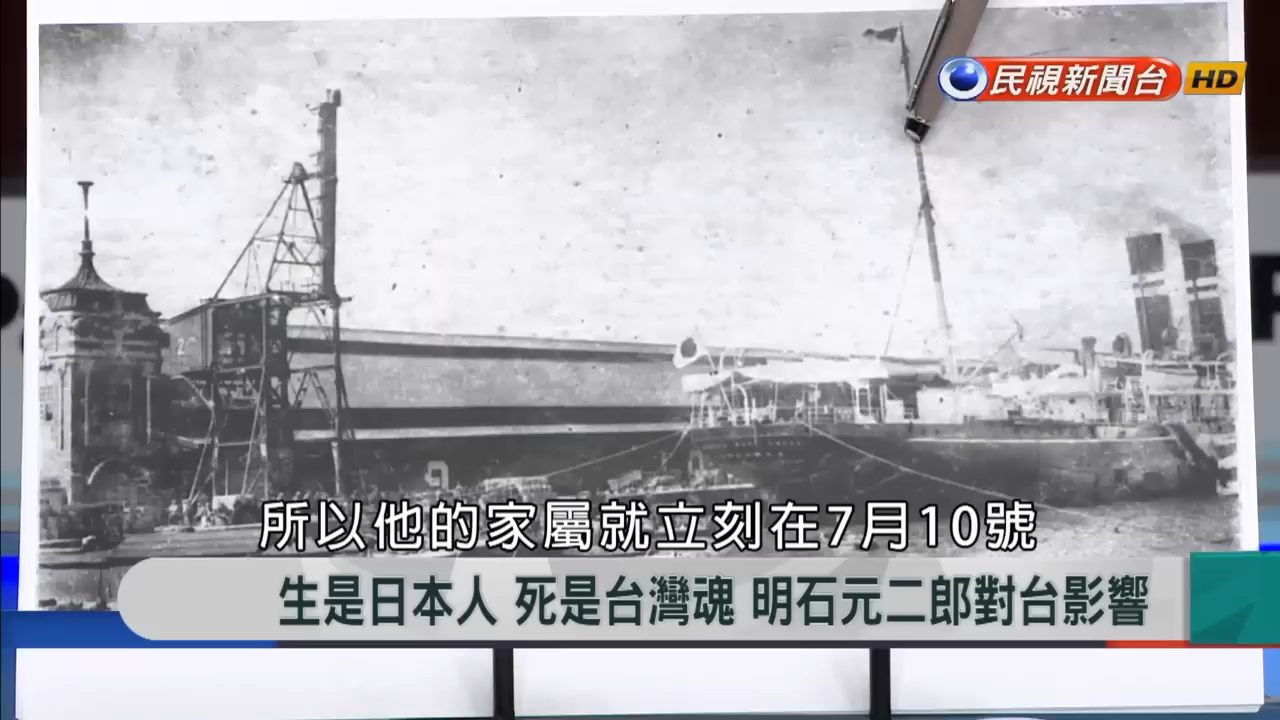 民視新聞台 HD
2
9
所以他的家屬就立刻在7月10號
生是日本人 死是台灣魂 明石元二郎對台影響